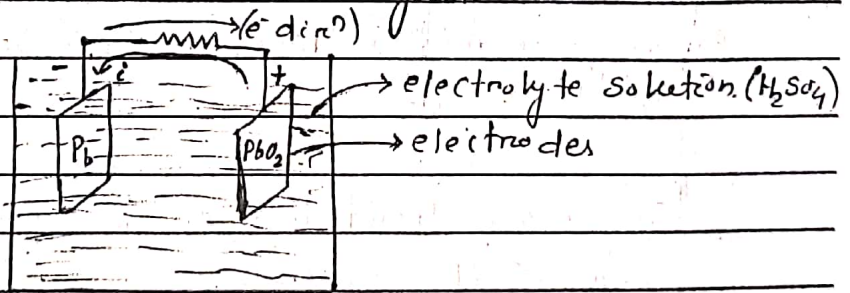 (e⁻ dirⁿ)
i
- +
electrolyte solution. (H₂SO₄)
Pb PbO₂ electrodes